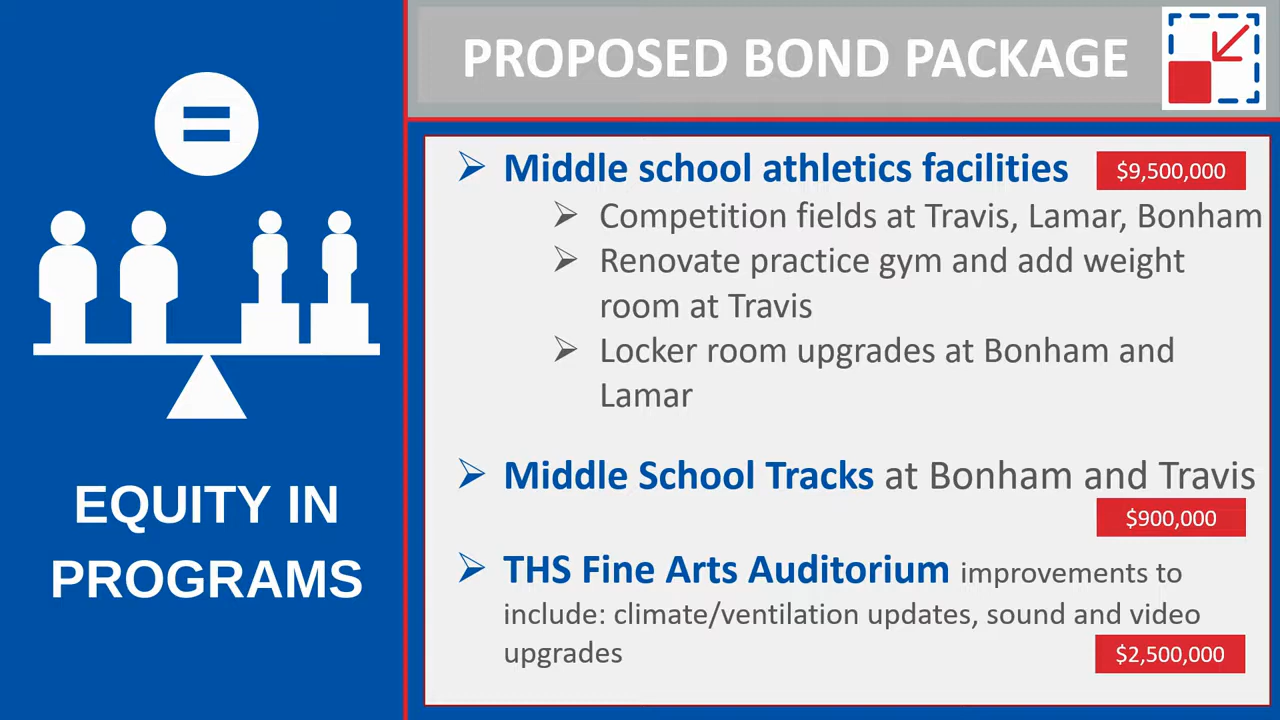 PROPOSED BOND PACKAGE
=
EQUITY IN
PROGRAMS
➢ Middle school athletics facilities $9,500,000
➢ Competition fields at Travis, Lamar, Bonham
➢ Renovate practice gym and add weight
room at Travis
➢ Locker room upgrades at Bonham and
Lamar
➢ Middle School Tracks at Bonham and Travis
$900,000
➢ THS Fine Arts Auditorium improvements to
include: climate/ventilation updates, sound and video
upgrades $2,500,000